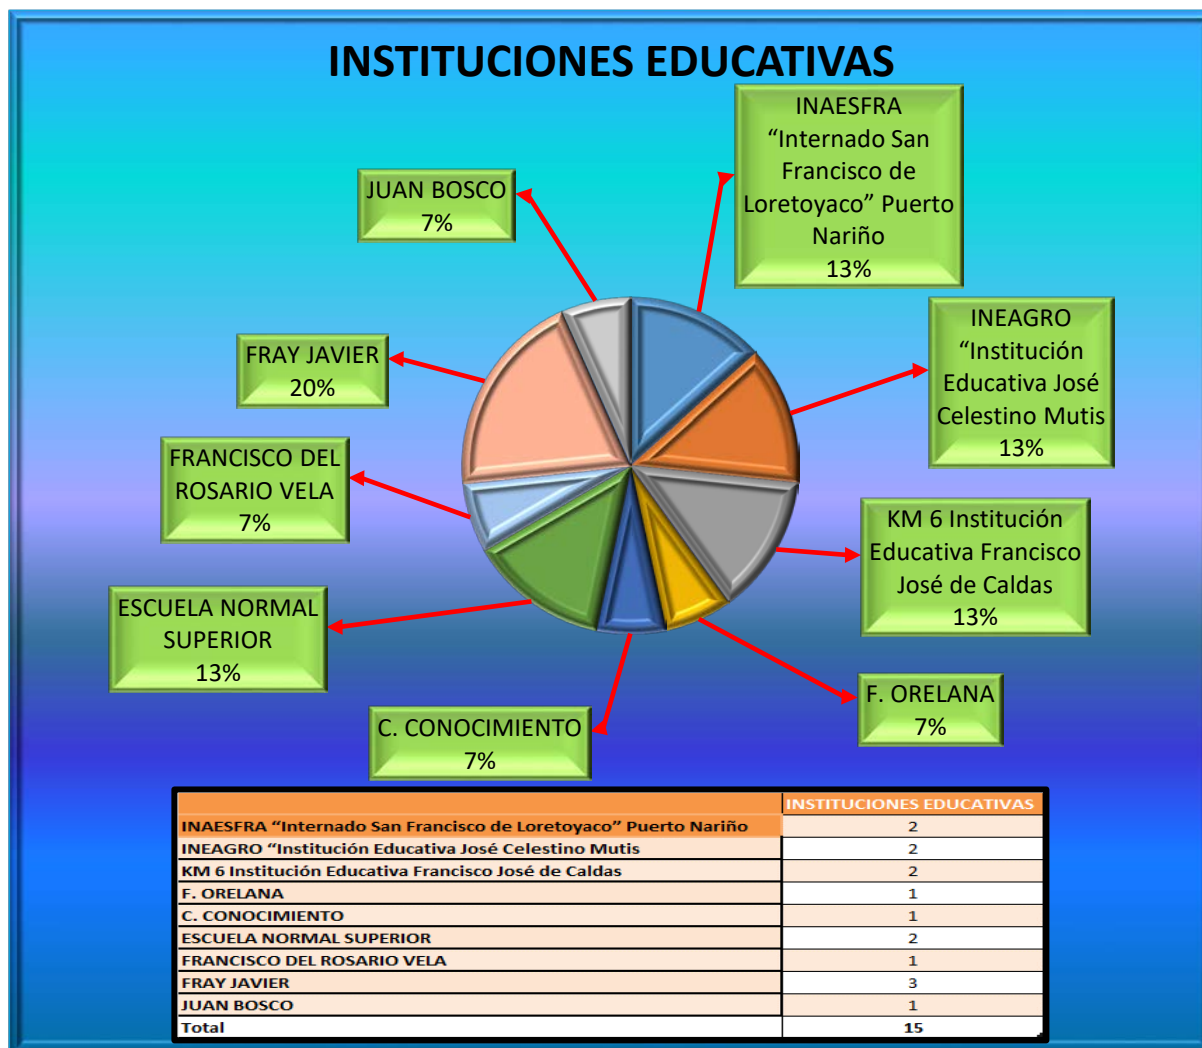 INSTITUCIONES EDUCATIVAS
INAESFRA
“Internado San
Francisco de
Loretoyaco” Puerto
Nariño
13%
JUAN BOSCO
7%
INEAGRO
“Institución
Educativa José
Celestino Mutis
13%
FRAY JAVIER
20%
FRANCISCO DEL
ROSARIO VELA
7%
KM 6 Institución
Educativa Francisco
José de Caldas
13%
ESCUELA NORMAL
SUPERIOR
13%
F. ORELANA
7%
C. CONOCIMIENTO
7%
INSTITUCIONES EDUCATIVAS
INAESFRA “Internado San Francisco de Loretoyaco” Puerto Nariño 2
INEAGRO “Institución Educativa José Celestino Mutis 2
KM 6 Institución Educativa Francisco José de Caldas 2
F. ORELANA 1
C. CONOCIMIENTO 1
ESCUELA NORMAL SUPERIOR 2
FRANCISCO DEL ROSARIO VELA 1
FRAY JAVIER 3
JUAN BOSCO 1
Total 15